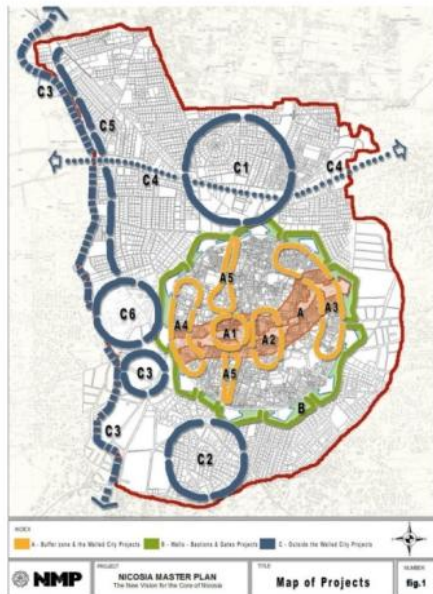 C3
C5
C4
C1
C4
A5
C6
A4
A1
A
A3
A2
C3
A5
B
C3
C2
INDEX
A - Buffer zone & the Walled City Projects
B - Walls - Bastions & Gates Projects
C - Outside the Walled City Projects
NMP
PROJECT
NICOSIA MASTER PLAN
The New Vision for the Core of Nicosia
TITLE
Map of Projects
NUMBER
fig.1